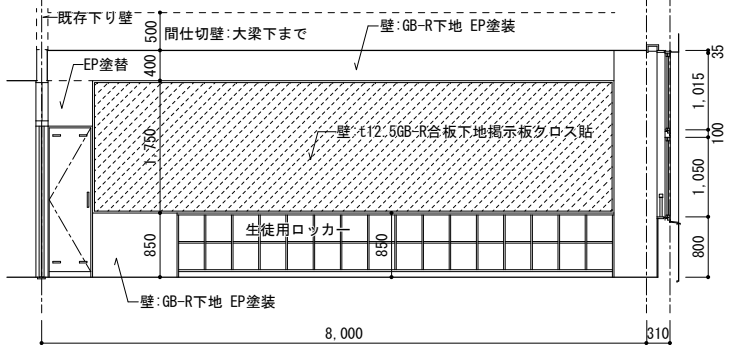 既存下り壁
500
間仕切壁:大梁下まで
壁:GB-R下地 EP塗装
35
EP塗替
400
1,015
壁:t12.5GB-R合板下地掲示板クロス貼
1,750
100
1,050
生徒用ロッカー
850
850
800
壁:GB-R下地 EP塗装
8,000
310